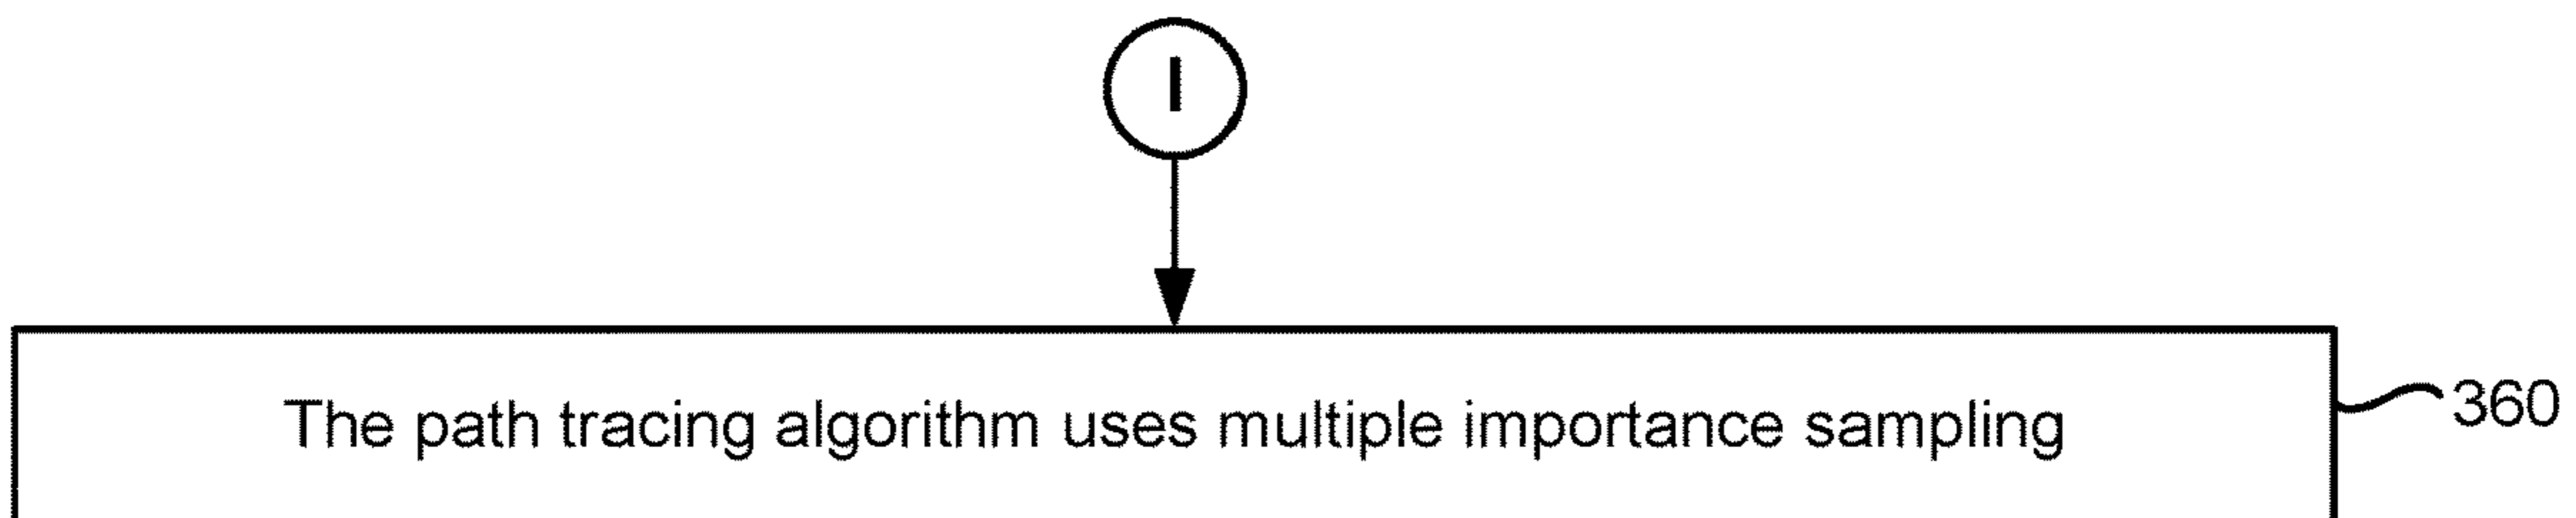 I
The path tracing algorithm uses multiple importance sampling
360